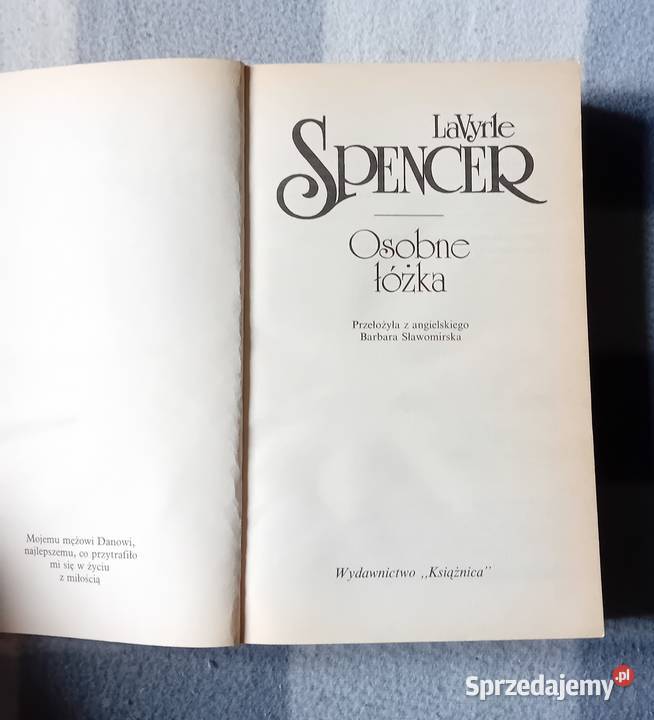 Mojemu mężowi Danowi,
najlepszemu, co przytrafiło
mi się w życiu
z miłością
LaVyrle
SPENCER
Osobne
łóżka
Przełożyła z angielskiego
Barbara Sławomirska
Wydawnictwo ,,Książnica"
Sprzedajemy.pl